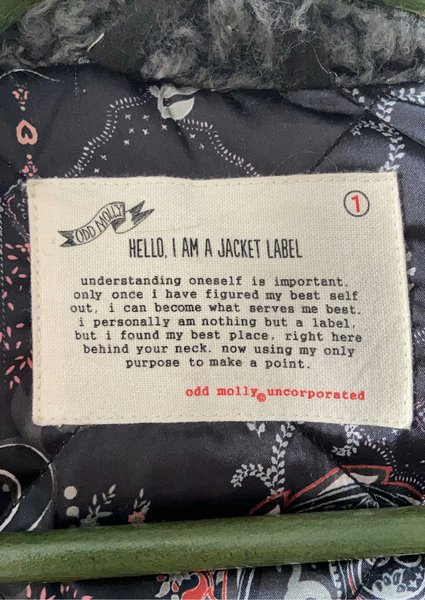 ODD MOLLY
1
HELLO, I AM A JACKET LABEL
understanding oneself is important.
only once i have figured my best self
out, i can become what serves me best.
i personally am nothing but a label,
but i found my best place, right here
behind your neck. now using my only
purpose to make a point.
odd molly©uncorporated